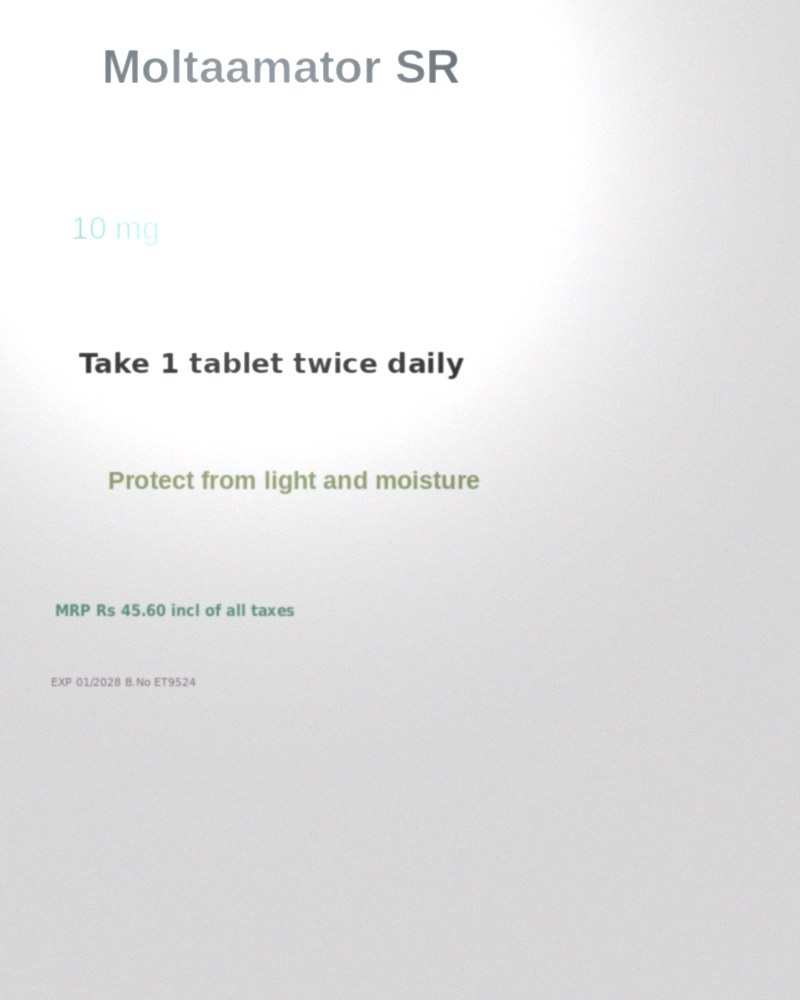 Moltaamator SR
10 mg
Take 1 tablet twice daily
Protect from light and moisture
MRP Rs 45.60 incl of all taxes
EXP 01/2028 B.No ET9524